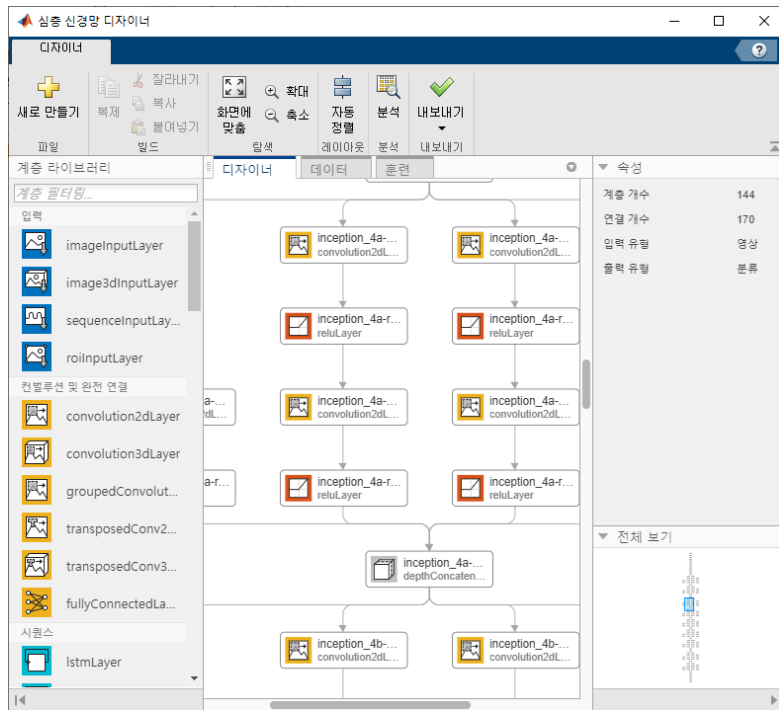 심층 신경망 디자이너
디자이너
새로 만들기
복제
잘라내기
복사
붙여넣기
화면에
맞춤
확대
축소
자동
정렬
분석
내보내기
파일
빌드
탐색
레이아웃
분석
내보내기
계층 라이브러리
계층 필터링...
입력
imageInputLayer
image3dInputLayer
sequenceInputLay...
roiInputLayer
컨벌루션 및 완전 연결
convolution2dLayer
convolution3dLayer
groupedConvolut...
transposedConv2...
transposedConv3...
fullyConnectedLa...
시퀀스
lstmLayer
디자이너
데이터
훈련
inception_4a-...
convolution2dL...
inception_4a-...
convolution2dL...
inception_4a-r...
reluLayer
inception_4a-r...
reluLayer
a-...
2dL...
inception_4a-...
convolution2dL...
inception_4a-...
convolution2dL...
a-r...
inception_4a-r...
reluLayer
inception_4a-r...
reluLayer
inception_4a-...
depthConcaten...
inception_4b-...
convolution2dL...
inception_4b-...
convolution2dL...
속성
계층 개수 144
연결 개수 170
입력 유형 영상
출력 유형 분류
전체 보기